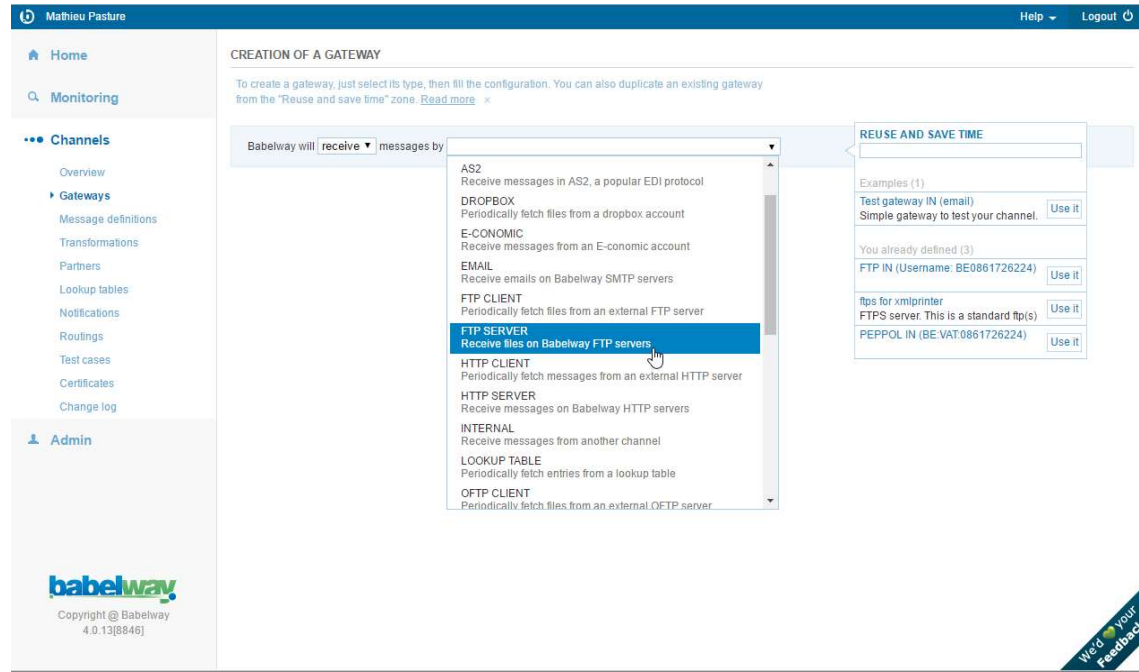 Mathieu Pasture
Help
Logout
Home
Monitoring
Channels
Overview
Gateways
Message definitions
Transformations
Partners
Lookup tables
Notifications
Routings
Test cases
Certificates
Change log
Admin
babelway
Copyright @ Babelway
4.0.13[8846]
CREATION OF A GATEWAY
To create a gateway, just select its type, then fill the configuration. You can also duplicate an existing gateway
from the "Reuse and save time" zone. Read more ×
Babelway will receive messages by
AS2
Receive messages in AS2, a popular EDI protocol
DROPBOX
Periodically fetch files from a dropbox account
E-CONOMIC
Receive messages from an E-conomic account
EMAIL
Receive emails on Babelway SMTP servers
FTP CLIENT
Periodically fetch files from an external FTP server
FTP SERVER
Receive files on Babelway FTP servers
HTTP CLIENT
Periodically fetch messages from an external HTTP server
HTTP SERVER
Receive messages on Babelway HTTP servers
INTERNAL
Receive messages from another channel
LOOKUP TABLE
Periodically fetch entries from a lookup table
OFTP CLIENT
Periodically fetch files from an external OFTP server
REUSE AND SAVE TIME
Examples (1)
Test gateway IN (email)
Simple gateway to test your channel.
Use it
You already defined (3)
FTP IN (Username: BE0861726224)
Use it
ftps for xmlprinter
FTPS server. This is a standard ftp(s)
Use it
PEPPOL IN (BE:VAT:0861726224)
Use it
We'd your
Feedback